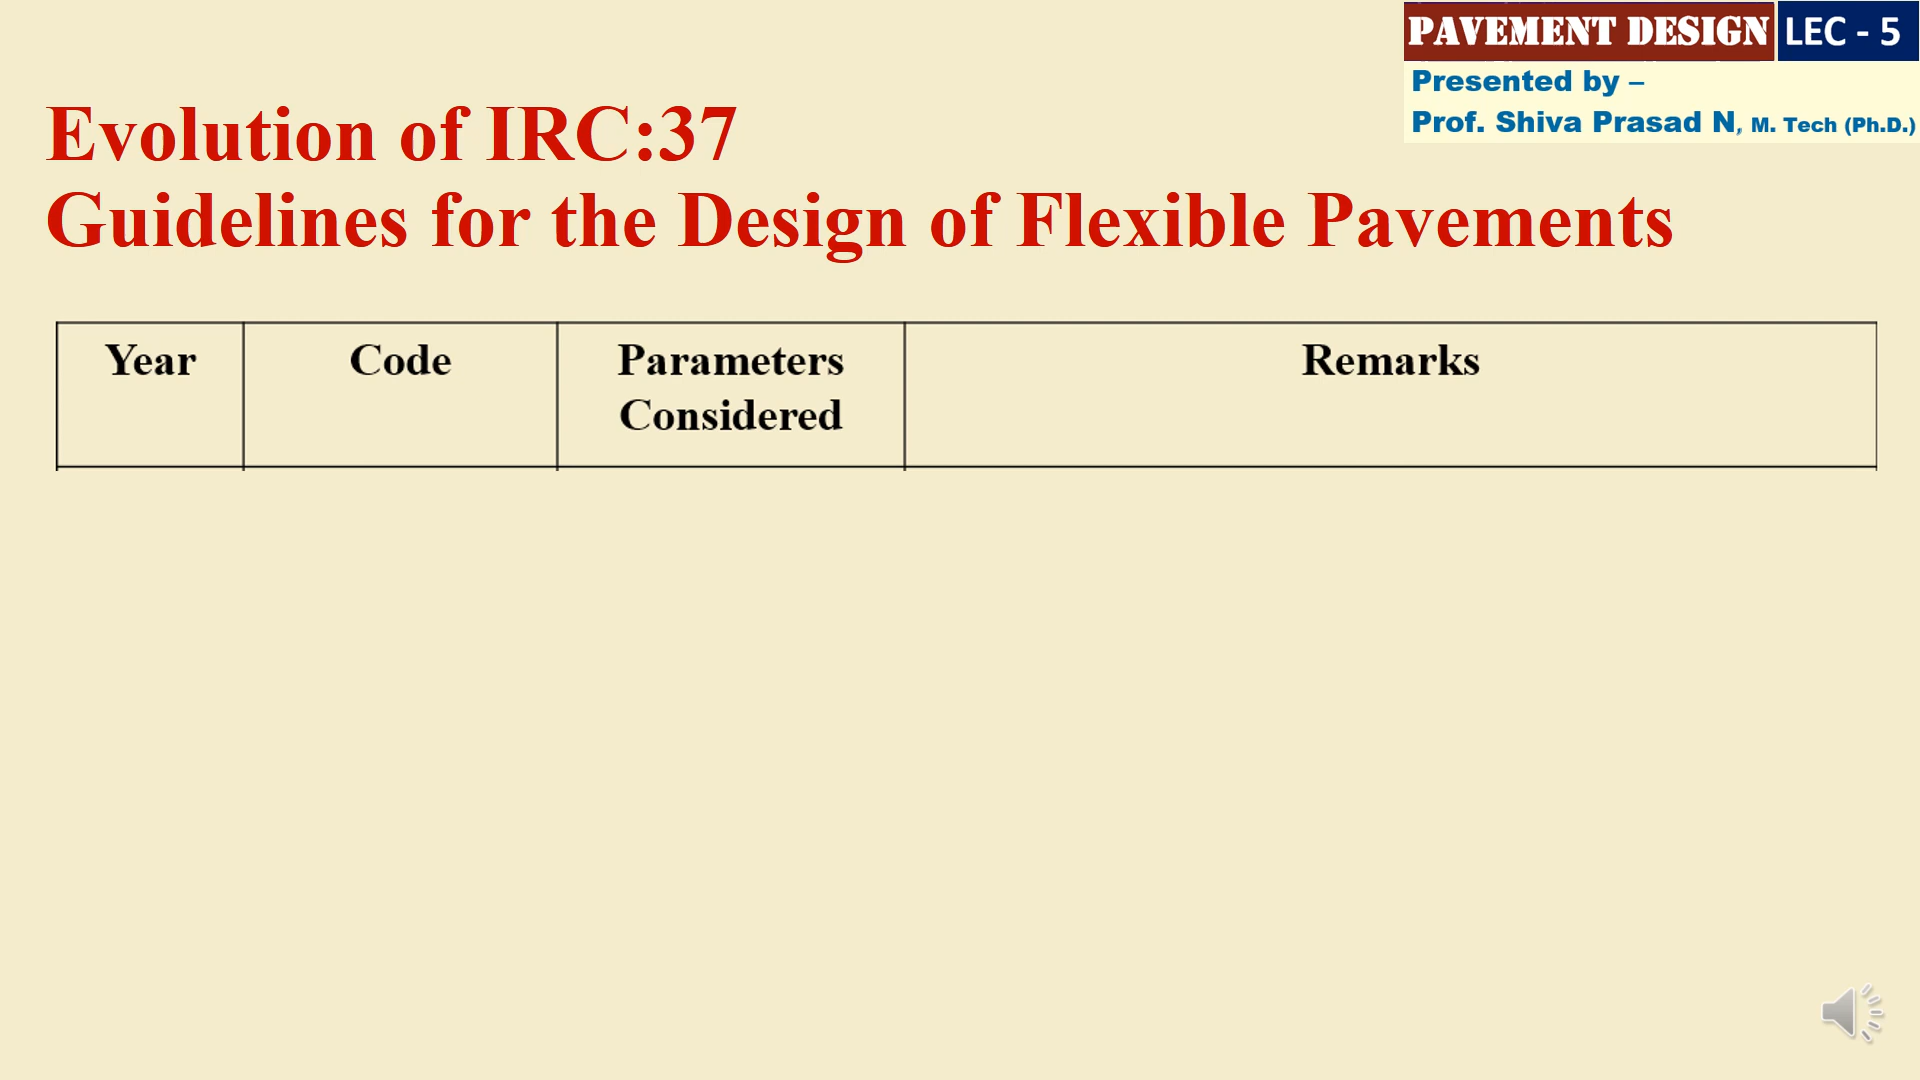 PAVEMENT DESIGN LEC - 5
Presented by –
Prof. Shiva Prasad N, M. Tech (Ph.D.)
Evolution of IRC:37
Guidelines for the Design of Flexible Pavements
Year Code Parameters Considered Remarks